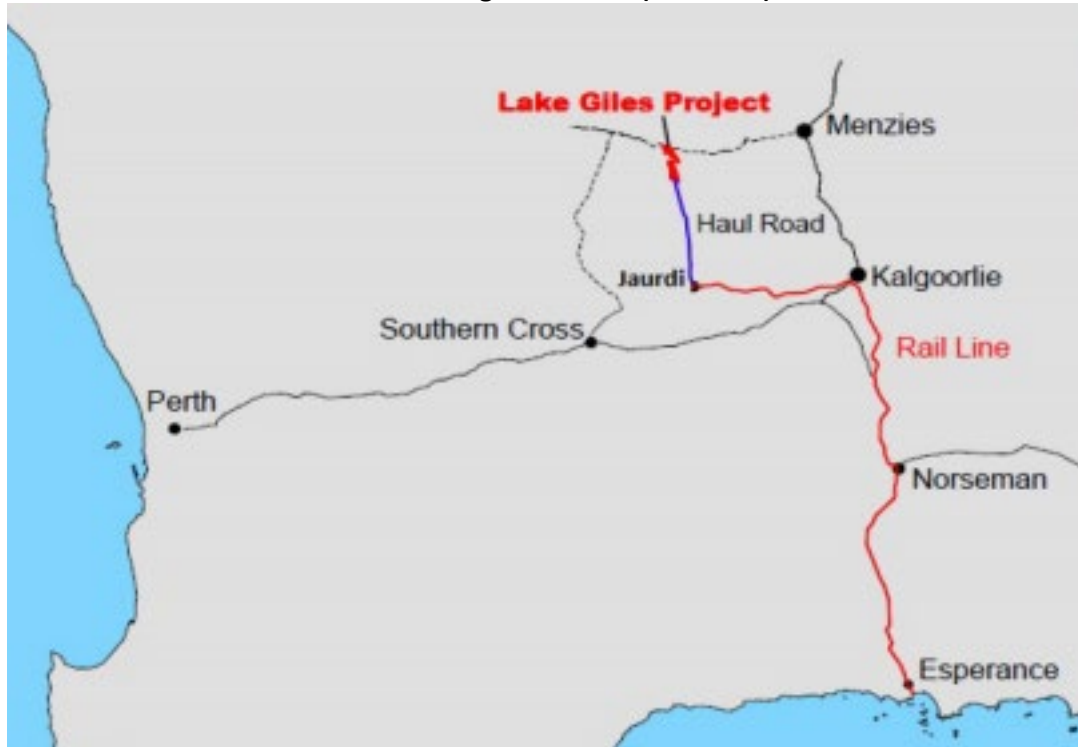 Lake Giles Project
Menzies
Haul Road
Jaurdi
Kalgoorlie
Southern Cross
Rail Line
Perth
Norseman
Esperance